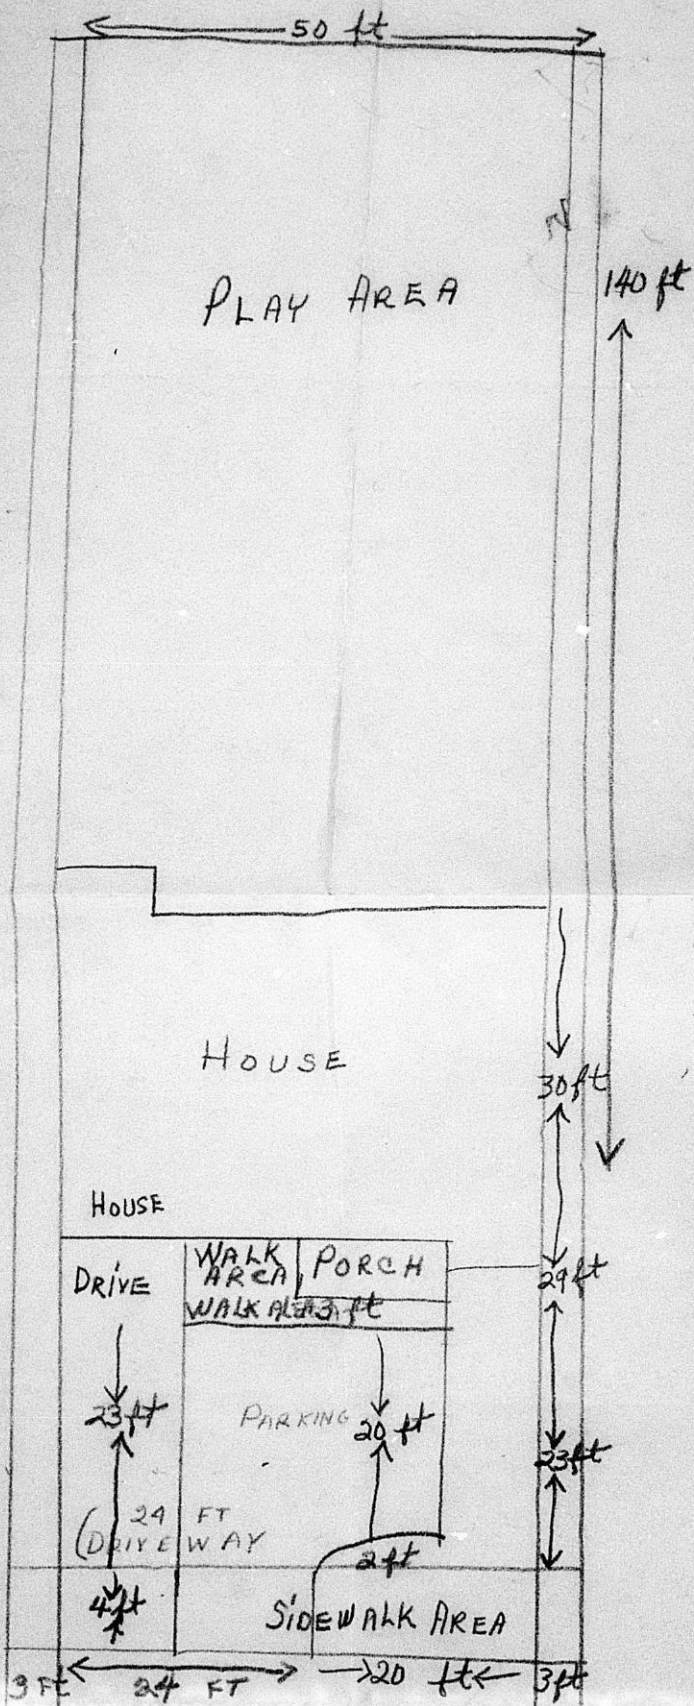 50 ft
PLAY AREA
140 ft
HOUSE
30 ft
HOUSE
DRIVE
WALK
AREA
PORCH
29 ft
WALK AREA 3 ft
23 ft
PARKING
20 ft
23 ft
24 FT
(DRIVEWAY
2 ft
4 ft
SIDEWALK AREA
3 Ft
24 FT
20 ft
3 ft